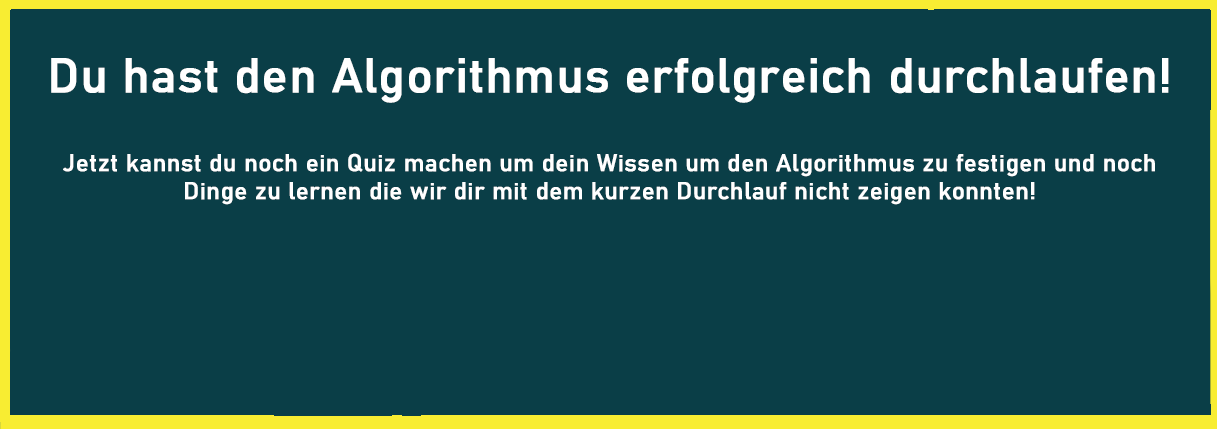 Du hast den Algorithmus erfolgreich durchlaufen!
Jetzt kannst du noch ein Quiz machen um dein Wissen um den Algorithmus zu festigen und noch
Dinge zu lernen die wir dir mit dem kurzen Durchlauf nicht zeigen konnten!